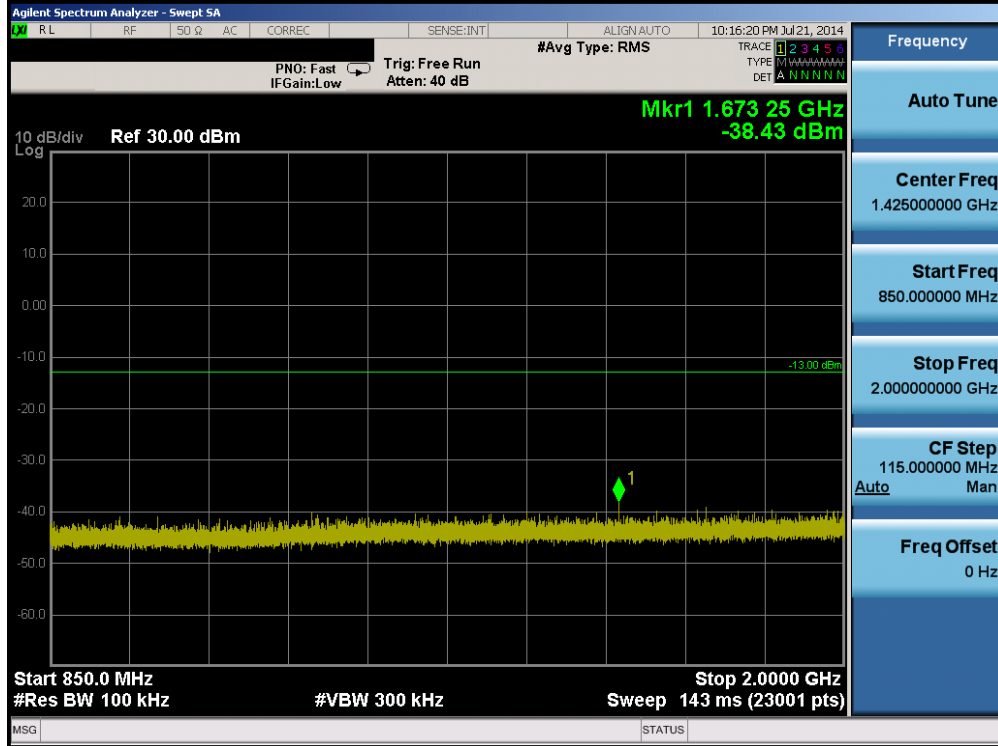 Agilent Spectrum Analyzer - Swept SA
LXI RL RF 50 Ω AC CORREC SENSE:INT ALIGNAUTO 10:16:20 PM Jul 21, 2014
#Avg Type: RMS
TRACE 1 2 3 4 5 6
PNO: Fast Trig: Free Run
TYPE M WWWWW
IFGain:Low Atten: 40 dB
DET A N N N N N
Mkr1 1.673 25 GHz
-38.43 dBm
10 dB/div Ref 30.00 dBm
Log
20.0
10.0
0.00
-10.0
-13.00 dBm
-20.0
-30.0
1
-40.0
-50.0
-60.0
Start 850.0 MHz Stop 2.0000 GHz
#Res BW 100 kHz #VBW 300 kHz Sweep 143 ms (23001 pts)
MSG STATUS
Frequency
Auto Tune
Center Freq
1.425000000 GHz
Start Freq
850.000000 MHz
Stop Freq
2.000000000 GHz
CF Step
115.000000 MHz
Auto Man
Freq Offset
0 Hz